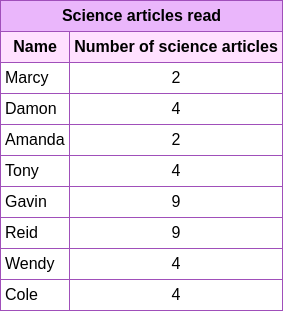 Science articles read
Name Number of science articles
Marcy 2
Damon 4
Amanda 2
Tony 4
Gavin 9
Reid 9
Wendy 4
Cole 4